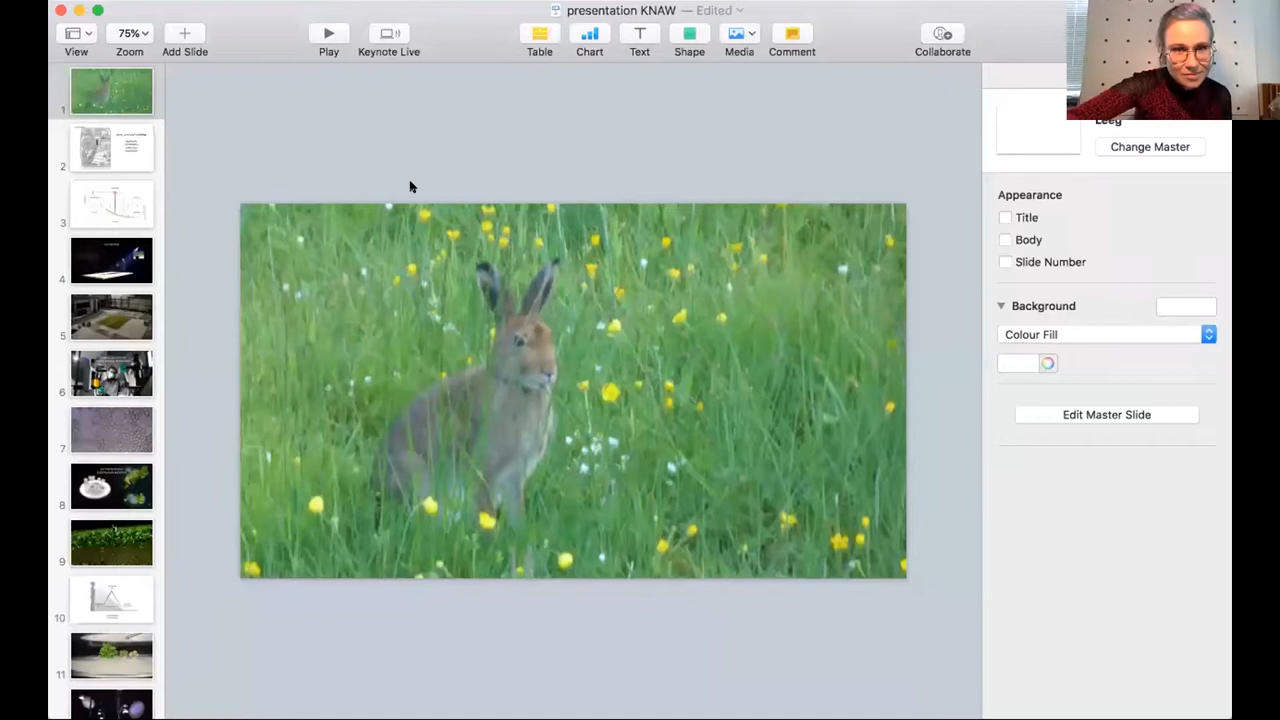 presentation KNAW — Edited
75%
View
Zoom
Add Slide
Play
Keynote Live
Table
Chart
Text
Shape
Media
Comment
Collaborate
1
2
3
4
5
6
7
8
9
10
11
Leeg
Change Master
Appearance
Title
Body
Slide Number
Background
Colour Fill
Edit Master Slide